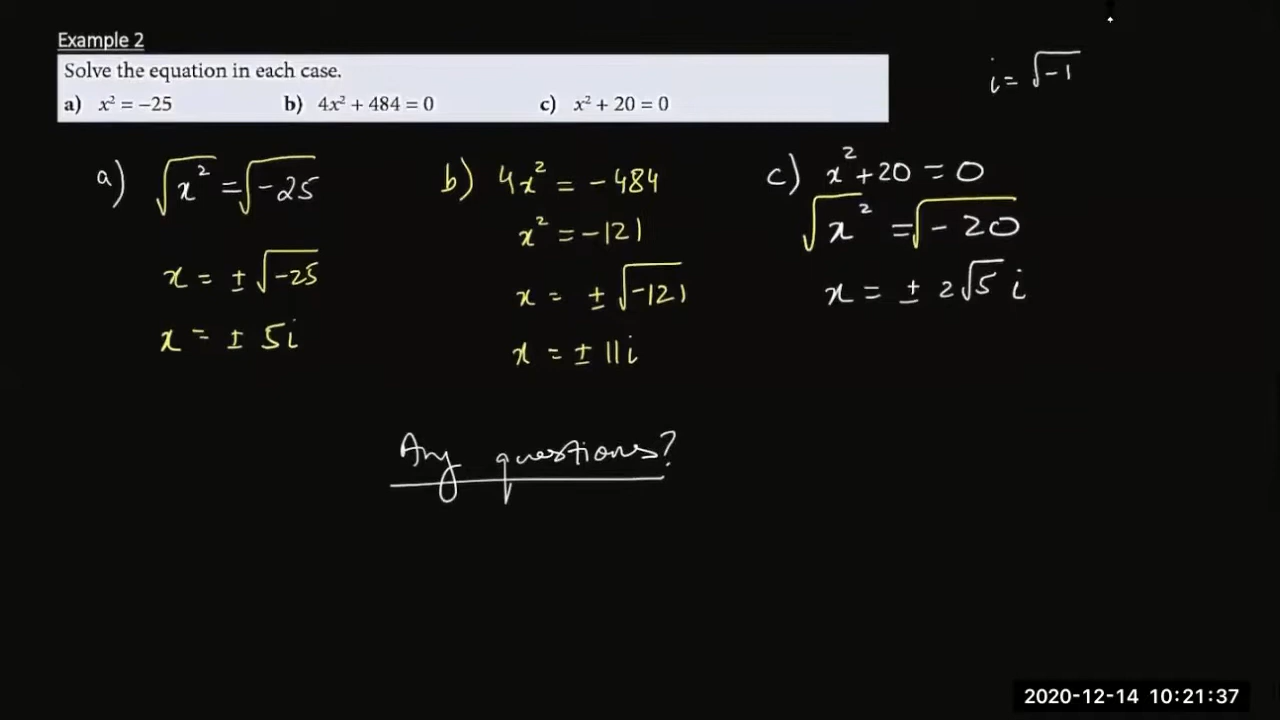 Example 2
Solve the equation in each case.
a) x² = −25 b) 4x² + 484 = 0 c) x² + 20 = 0
i = √−1
a) √x² = √−25
x = ± √−25
x = ± 5i
b) 4x² = −484
x² = −121
x = ± √−121
x = ± 11i
c) x² + 20 = 0
√x² = √−20
x = ± 2√5 i
Any questions?
2020-12-14 10:21:37